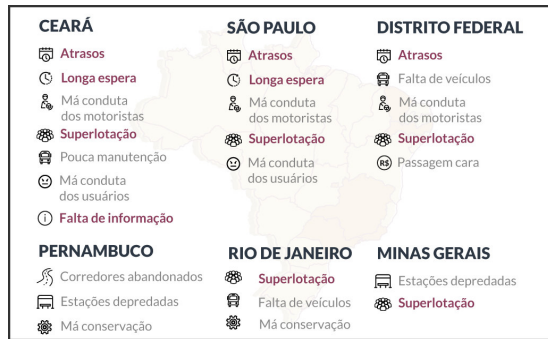 CEARÁ
Atrasos
Longa espera
Má conduta
dos motoristas
Superlotação
Pouca manutenção
Má conduta
dos usuários
Falta de informação
SÃO PAULO
Atrasos
Longa espera
Má conduta
dos motoristas
Superlotação
Má conduta
dos usuários
DISTRITO FEDERAL
Atrasos
Falta de veículos
Má conduta
dos motoristas
Superlotação
R$ Passagem cara
PERNAMBUCO
Corredores abandonados
Estações depredadas
Má conservação
RIO DE JANEIRO
Superlotação
Falta de veículos
Má conservação
MINAS GERAIS
Estações depredadas
Superlotação